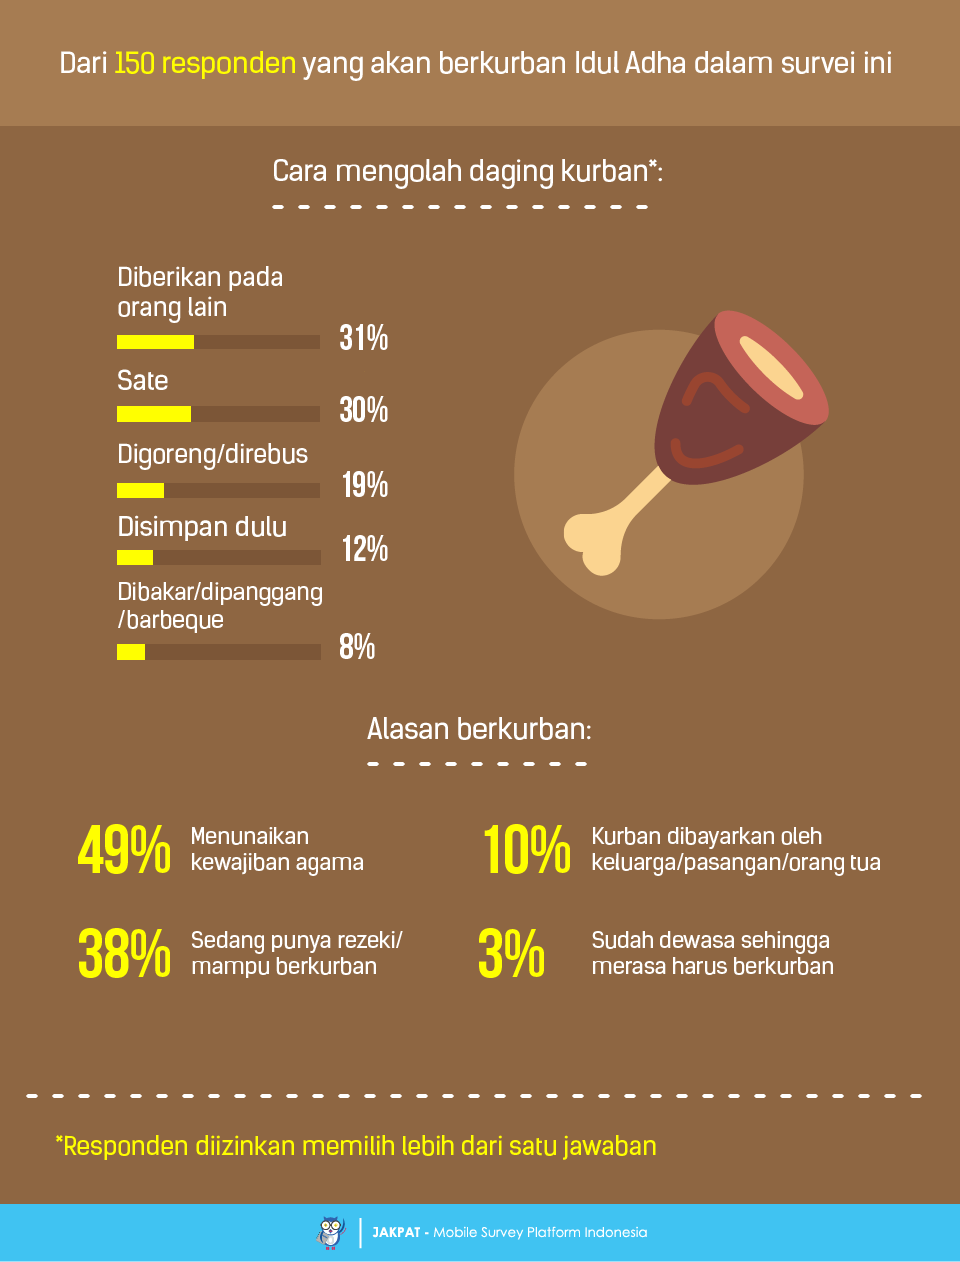 Dari 150 responden yang akan berkurban Idul Adha dalam survei ini
Cara mengolah daging kurban*:
Diberikan pada
orang lain
31%
Sate
30%
Digoreng/direbus
19%
Disimpan dulu
12%
Dibakar/dipanggang
/barbeque
8%
Alasan berkurban:
49%
Menunaikan
kewajiban agama
10%
Kurban dibayarkan oleh
keluarga/pasangan/orang tua
38%
Sedang punya rezeki/
mampu berkurban
3%
Sudah dewasa sehingga
merasa harus berkurban
*Responden diizinkan memilih lebih dari satu jawaban
JAKPAT - Mobile Survey Platform Indonesia